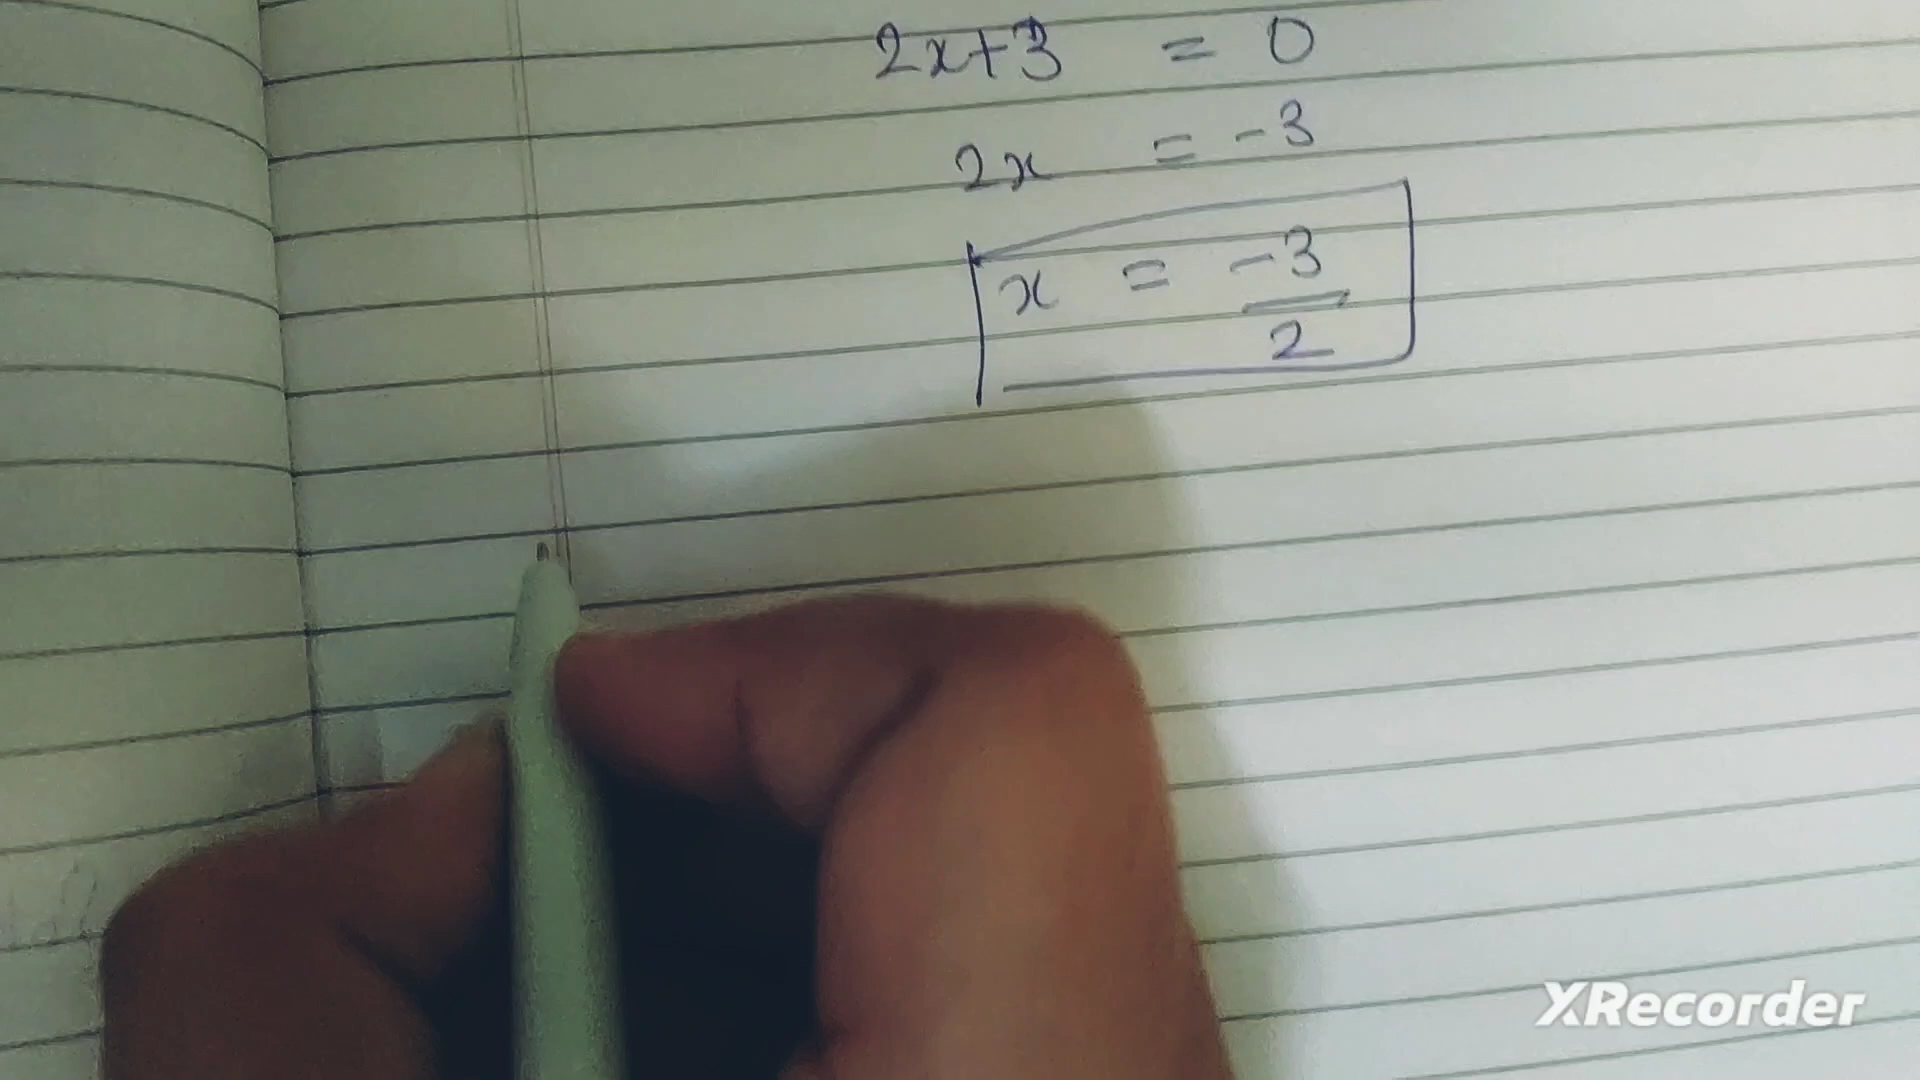 2x+3 = 0
2x = -3
x = -3/2
XRecorder